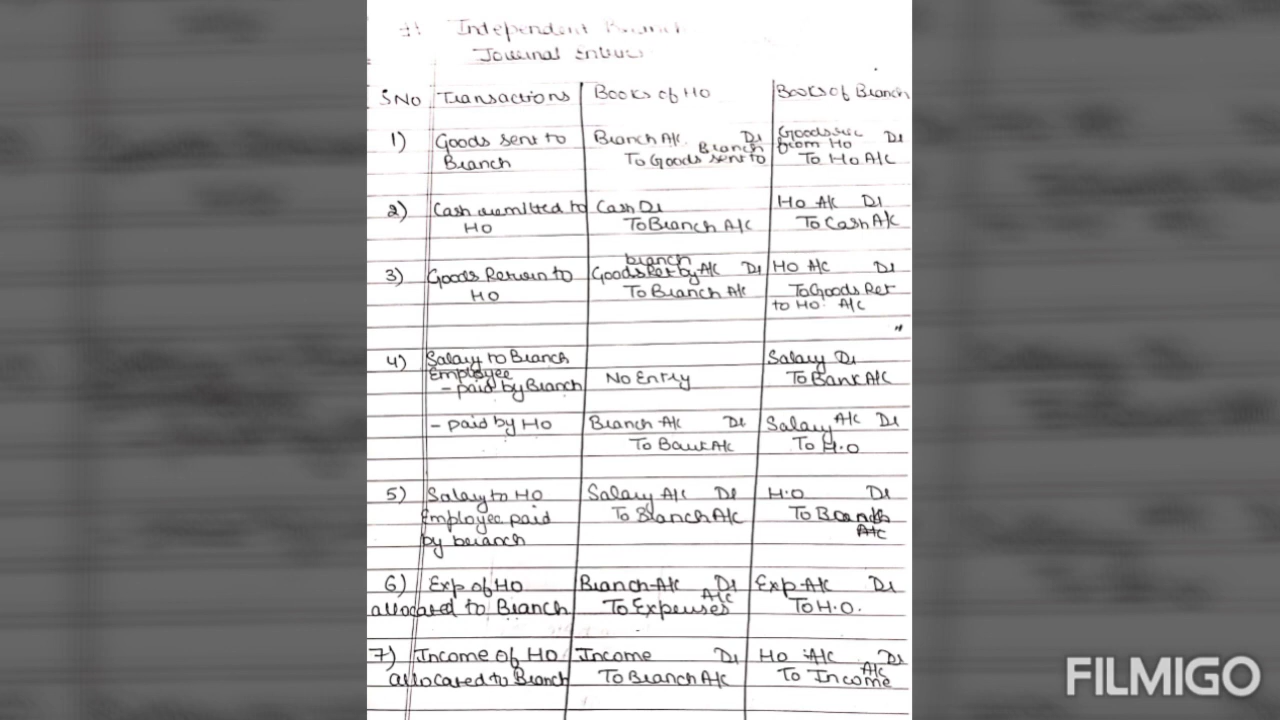 Independent Branch
Journal Entries
SNo Transactions Books of HO Books of Branch
1) Goods sent to Branch A/c. Dr Goods rec Dr
Branch from Ho
Branch To Goods sent to To Ho A/c
2) Cash remitted to Cash Dr Ho A/c Dr
HO To Branch A/c To Cash A/c
branch
3) Goods Return to Goods Ret by A/c Dr HO A/c Dr
HO To Branch A/c To Goods Ret
to HO. A/c
4) Salary to Branch Salary Dr
Employee
- paid by Branch No Entry To Bank A/c
- paid by HO Branch A/c Dr Salary A/c Dr
To Bank A/c To H.O
5) Salary to HO Salary A/c Dr H.O Dr
Employee paid To Branch A/c To
by branch A/c
6) Exp of HO Branch A/c Dr Exp A/c Dr
A/c
allocated to Branch To Expenses To H.O.
7) Income of HO Income Dr Ho A/c Dr
A/c
allocated to Branch To Branch A/c To Income
FILMIGO